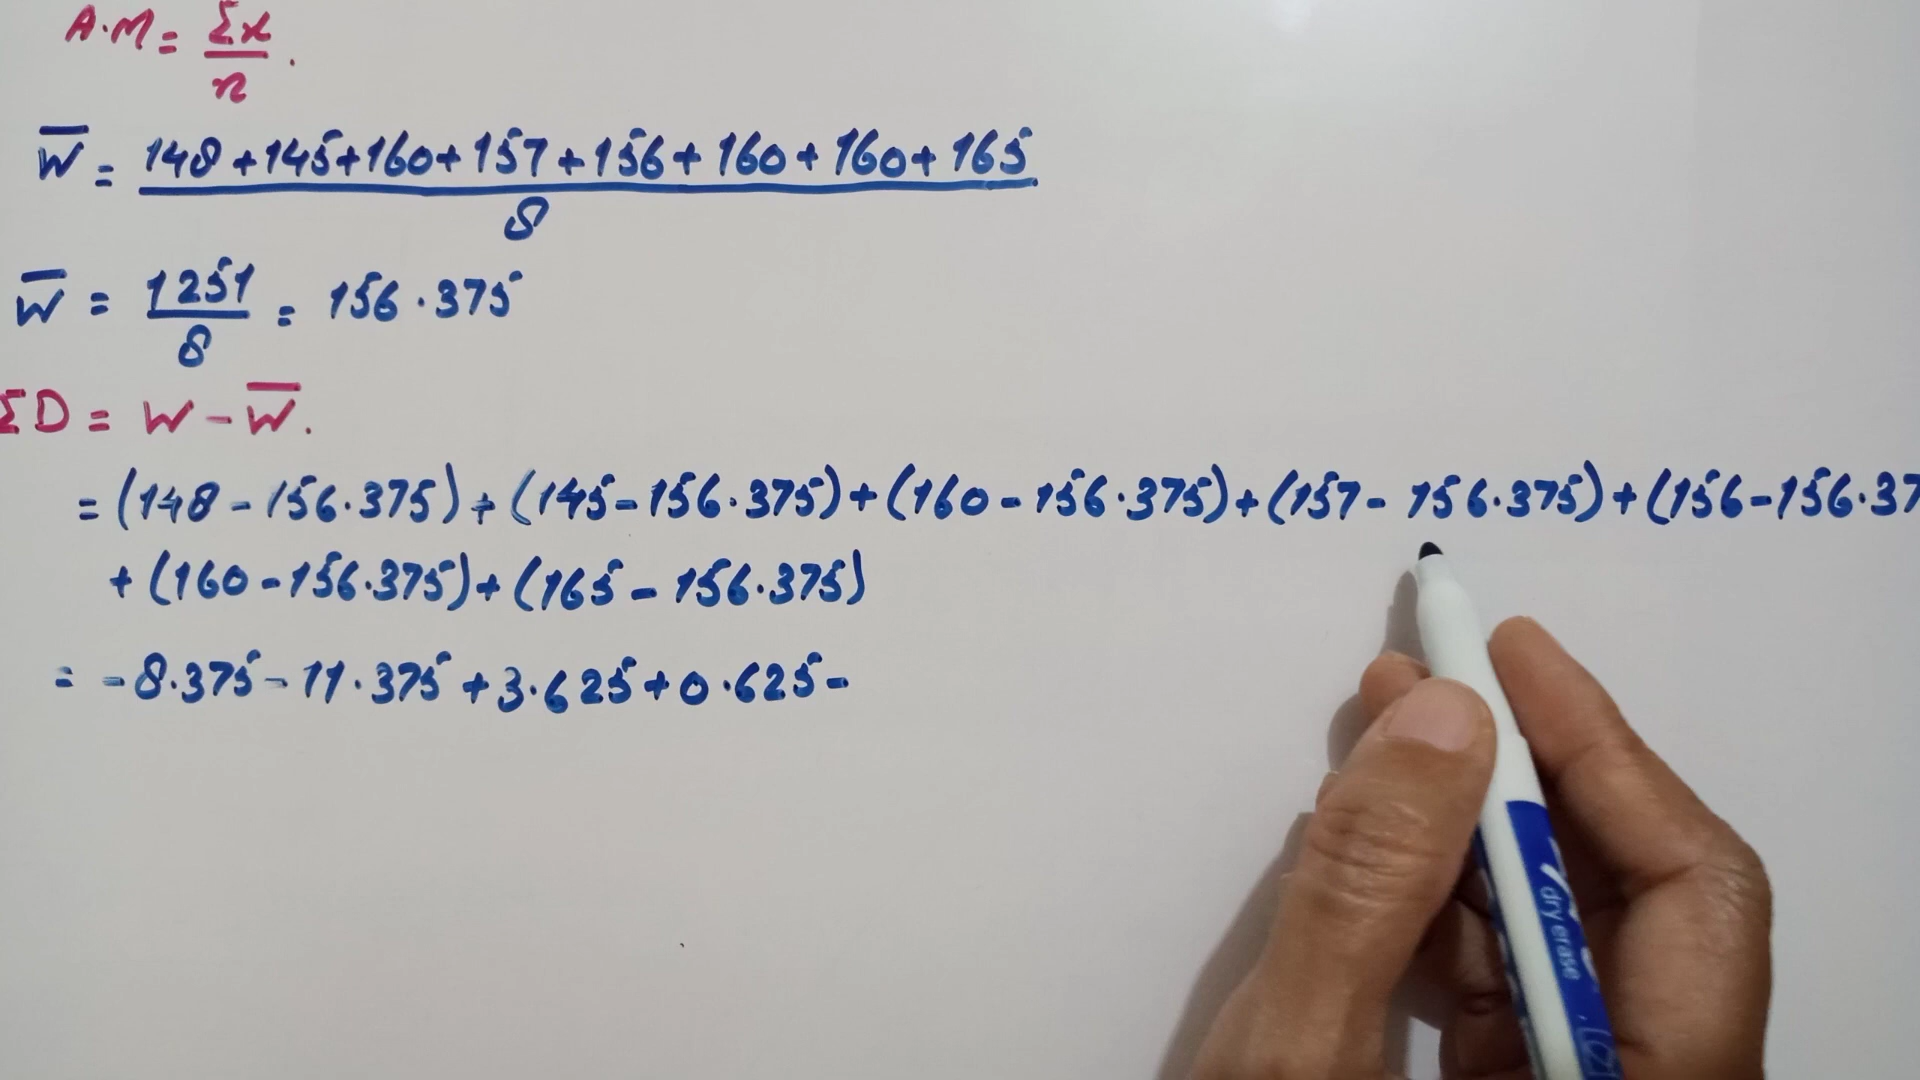 A.M = Σx/n.
W̅ = 148+145+160+157+156+160+160+165/8
W̅ = 1251/8 = 156.375
ΣD = W - W̅.
= (148 - 156.375) + (145 - 156.375) + (160 - 156.375) + (157 - 156.375) + (156 - 156.37
+ (160 - 156.375) + (165 - 156.375)
= -8.375 - 11.375 + 3.625 + 0.625 -
dry erase